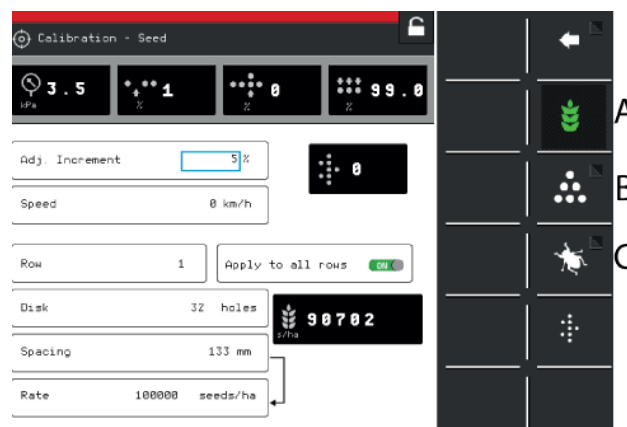 Calibration - Seed
3.5 kPa
1 %
0 %
99.0 %
A
Adj. Increment 5 %
0
B
Speed 0 km/h
C
Row 1
Apply to all rows ON
Disk 32 holes
90702 s/ha
Spacing 133 mm
Rate 100000 seeds/ha